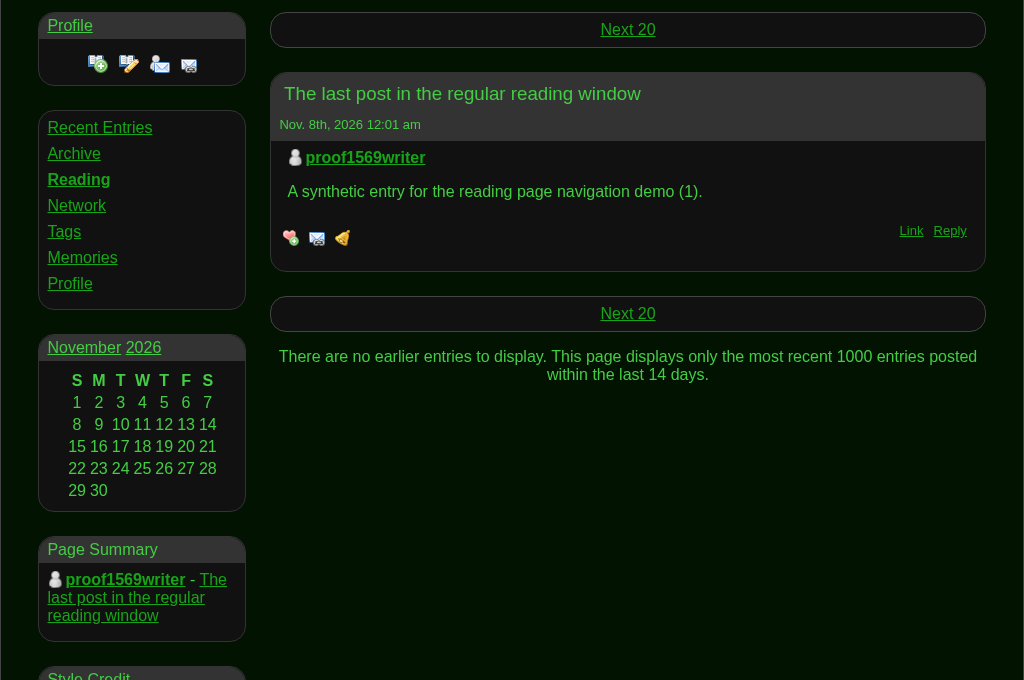 Profile
Recent Entries
Archive
Reading
Network
Tags
Memories
Profile
November 2026
S M T W T F S
1 2 3 4 5 6 7
8 9 10 11 12 13 14
15 16 17 18 19 20 21
22 23 24 25 26 27 28
29 30
Page Summary
proof1569writer - The
last post in the regular
reading window
Style Credit
Next 20
The last post in the regular reading window
Nov. 8th, 2026 12:01 am
proof1569writer
A synthetic entry for the reading page navigation demo (1).
Link Reply
Next 20
There are no earlier entries to display. This page displays only the most recent 1000 entries posted
within the last 14 days.